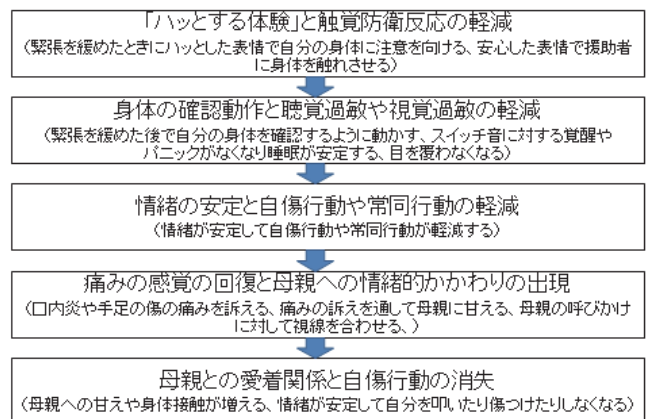 「ハッとする体験」と触覚防衛反応の軽減
（緊張を緩めたときにハッとした表情で自分の身体に注意を向ける、安心した表情で援助者
に身体を触れさせる）
身体の確認動作と聴覚過敏や視覚過敏の軽減
（緊張を緩めた後で自分の身体を確認するように動かす、スイッチ音に対する覚醒や
パニックがなくなり睡眠が安定する、目を覆わなくなる）
情緒の安定と自傷行動や常同行動の軽減
（情緒が安定して自傷行動や常同行動が軽減する）
痛みの感覚の回復と母親への情緒的かかわりの出現
（口内炎や手足の傷の痛みを訴える、痛みの訴えを通して母親に甘える、母親の呼びかけ
に対して視線を合わせる、）
母親との愛着関係と自傷行動の消失
（母親への甘えや身体接触が増える、情緒が安定して自分を叩いたり傷つけたりしなくなる）